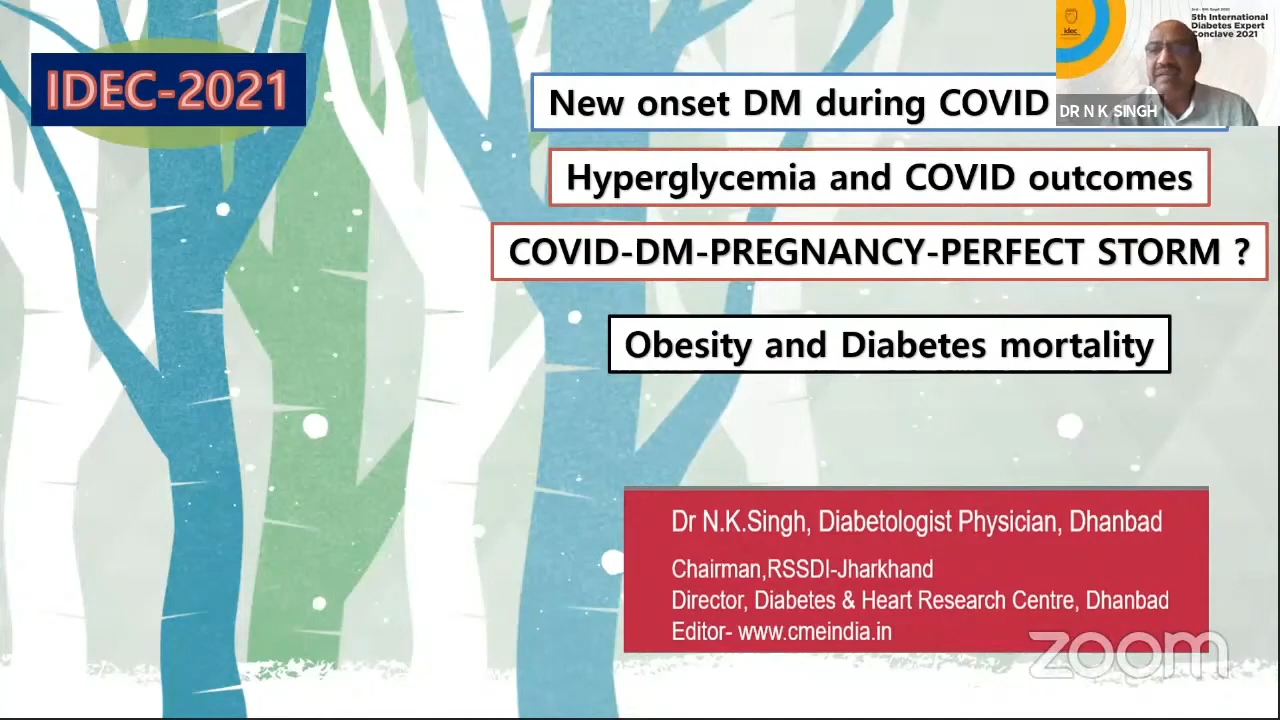 IDEC-2021
New onset DM during COVID
Hyperglycemia and COVID outcomes
COVID-DM-PREGNANCY-PERFECT STORM ?
Obesity and Diabetes mortality
Dr N.K.Singh, Diabetologist Physician, Dhanbad
Chairman,RSSDI-Jharkhand
Director, Diabetes & Heart Research Centre, Dhanbad
Editor- www.cmeindia.in
zoom
idec
5th International
Diabetes Expert
Conclave 2021
DR N K SINGH